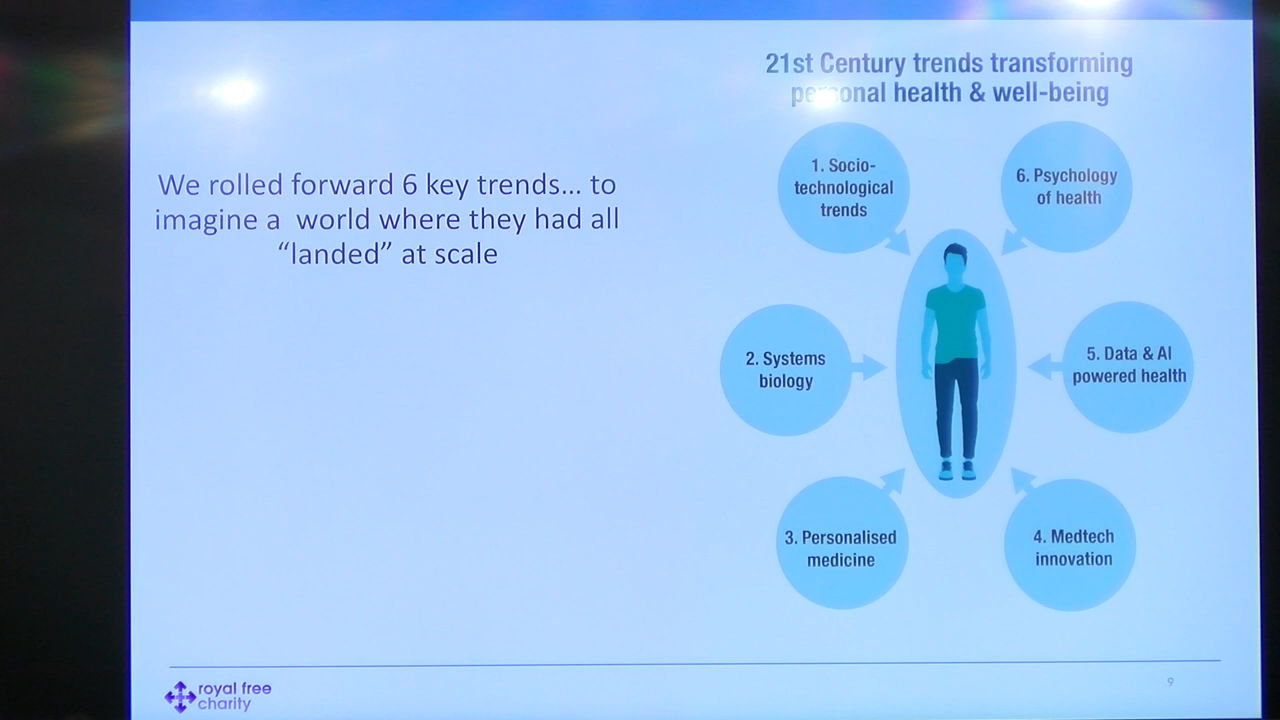 21st Century trends transforming
personal health & well-being
We rolled forward 6 key trends... to
imagine a world where they had all
“landed” at scale
1. Socio-
technological
trends
2. Systems
biology
3. Personalised
medicine
4. Medtech
innovation
5. Data & AI
powered health
6. Psychology
of health
royal free
charity
9